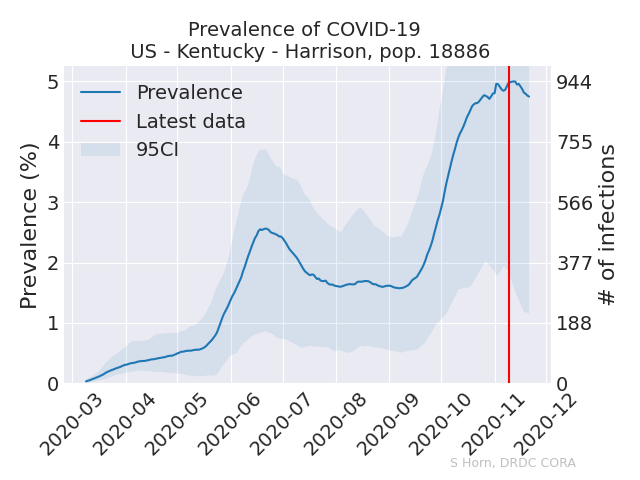 Prevalence of COVID-19
US - Kentucky - Harrison, pop. 18886
Prevalence
Latest data
95CI
Prevalence (%)
5
4
3
2
1
0
# of infections
944
755
566
377
188
0
2020-03
2020-04
2020-05
2020-06
2020-07
2020-08
2020-09
2020-10
2020-11
2020-12
S Horn, DRDC CORA